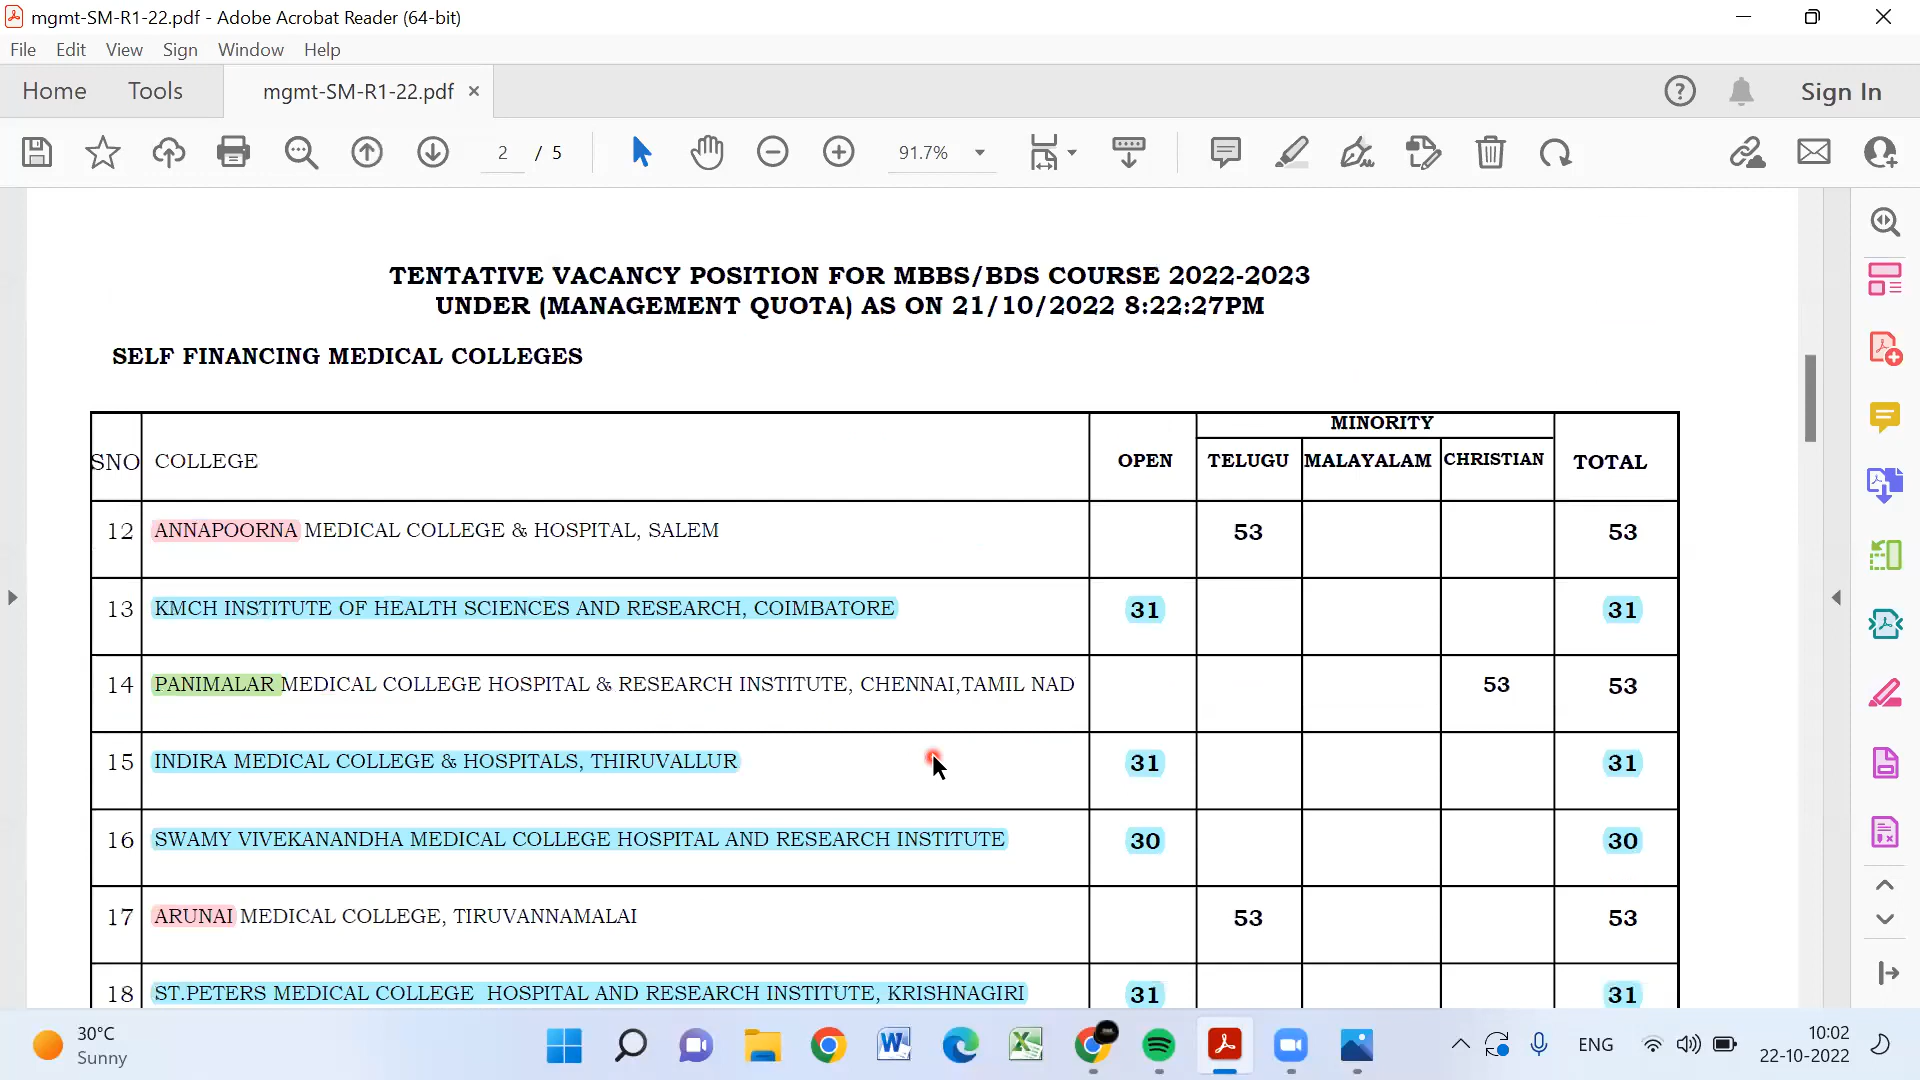 mgmt-SM-R1-22.pdf - Adobe Acrobat Reader (64-bit)
File Edit View Sign Window Help
Home Tools mgmt-SM-R1-22.pdf × Sign In
2 / 5 91.7%
TENTATIVE VACANCY POSITION FOR MBBS/BDS COURSE 2022-2023
UNDER (MANAGEMENT QUOTA) AS ON 21/10/2022 8:22:27PM
SELF FINANCING MEDICAL COLLEGES
MINORITY
SNO COLLEGE OPEN TELUGU MALAYALAM CHRISTIAN TOTAL
12 ANNAPOORNA MEDICAL COLLEGE & HOSPITAL, SALEM 53 53
13 KMCH INSTITUTE OF HEALTH SCIENCES AND RESEARCH, COIMBATORE 31 31
14 PANIMALAR MEDICAL COLLEGE HOSPITAL & RESEARCH INSTITUTE, CHENNAI,TAMIL NAD 53 53
15 INDIRA MEDICAL COLLEGE & HOSPITALS, THIRUVALLUR 31 31
16 SWAMY VIVEKANANDHA MEDICAL COLLEGE HOSPITAL AND RESEARCH INSTITUTE 30 30
17 ARUNAI MEDICAL COLLEGE, TIRUVANNAMALAI 53 53
18 ST.PETERS MEDICAL COLLEGE HOSPITAL AND RESEARCH INSTITUTE, KRISHNAGIRI 31 31
30°C
Sunny
ENG
10:02
22-10-2022